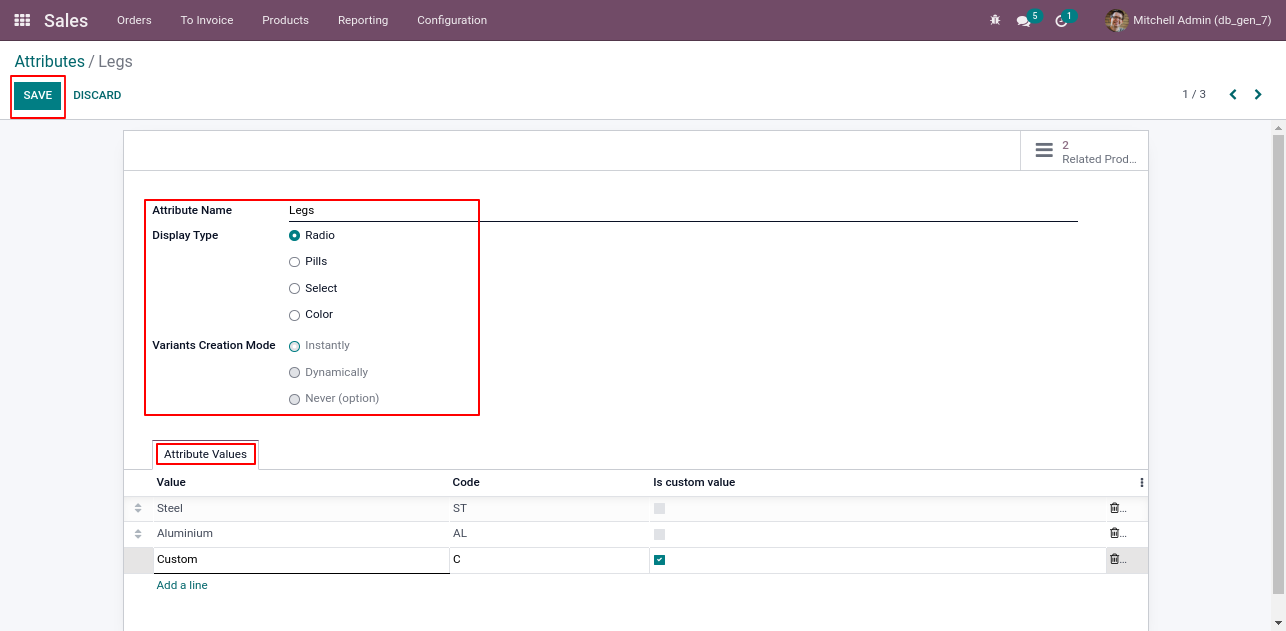 Sales Orders To Invoice Products Reporting Configuration 5 1 Mitchell Admin (db_gen_7)
Attributes / Legs
SAVE DISCARD 1 / 3
2
Related Prod...
Attribute Name Legs
Display Type Radio
Pills
Select
Color
Variants Creation Mode Instantly
Dynamically
Never (option)
Attribute Values
Value Code Is custom value
Steel ST ...
Aluminium AL ...
Custom C ...
Add a line